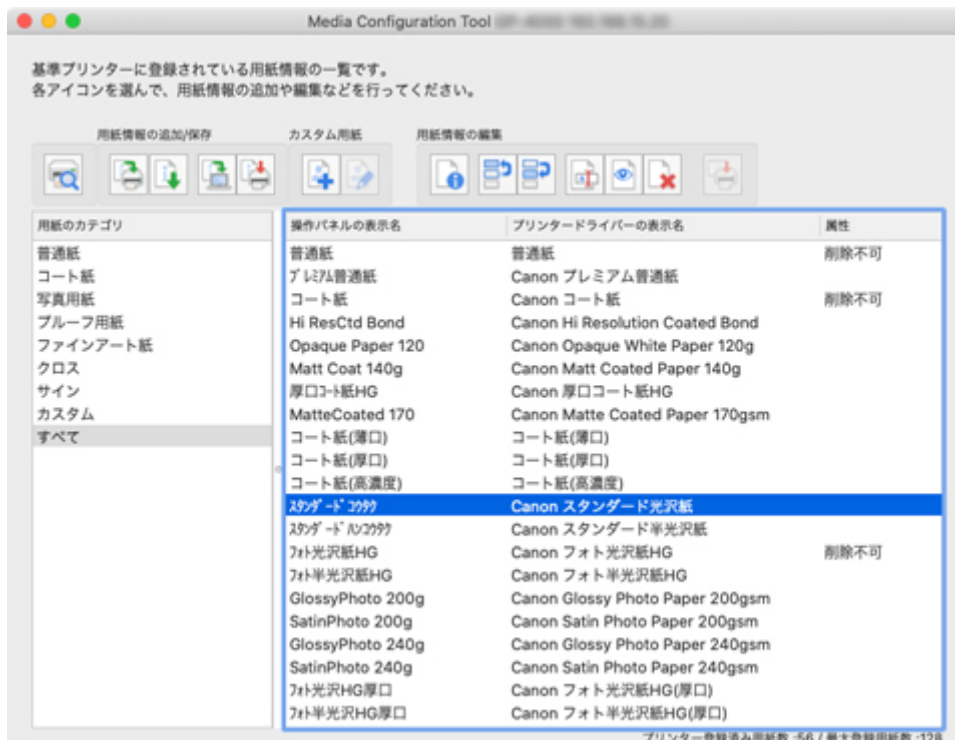 Media Configuration Tool
基準プリンターに登録されている用紙情報の一覧です。
各アイコンを選んで、用紙情報の追加や編集などを行ってください。
用紙情報の追加/保存 カスタム用紙 用紙情報の編集
用紙のカテゴリ
普通紙
コート紙
写真用紙
プルーフ用紙
ファインアート紙
クロス
サイン
カスタム
すべて
操作パネルの表示名 プリンタードライバーの表示名 属性
普通紙 普通紙 削除不可
ﾌﾟﾚﾐｱﾑ普通紙 Canon プレミアム普通紙
コート紙 Canon コート紙 削除不可
Hi ResCtd Bond Canon Hi Resolution Coated Bond
Opaque Paper 120 Canon Opaque White Paper 120g
Matt Coat 140g Canon Matt Coated Paper 140g
厚口ｺｰﾄ紙HG Canon 厚口コート紙HG
MatteCoated 170 Canon Matte Coated Paper 170gsm
コート紙(薄口) コート紙(薄口)
コート紙(厚口) コート紙(厚口)
コート紙(高濃度) コート紙(高濃度)
ｽﾀﾝﾀﾞｰﾄﾞｺｳﾀｸ Canon スタンダード光沢紙
ｽﾀﾝﾀﾞｰﾄﾞﾊﾝｺｳﾀｸ Canon スタンダード半光沢紙
ﾌｫﾄ光沢紙HG Canon フォト光沢紙HG 削除不可
ﾌｫﾄ半光沢紙HG Canon フォト半光沢紙HG
GlossyPhoto 200g Canon Glossy Photo Paper 200gsm
SatinPhoto 200g Canon Satin Photo Paper 200gsm
GlossyPhoto 240g Canon Glossy Photo Paper 240gsm
SatinPhoto 240g Canon Satin Photo Paper 240gsm
ﾌｫﾄ光沢HG厚口 Canon フォト光沢紙HG(厚口)
ﾌｫﾄ半光沢HG厚口 Canon フォト半光沢紙HG(厚口)
プリンター登録済み用紙数 :56 / 最大登録用紙数 :128